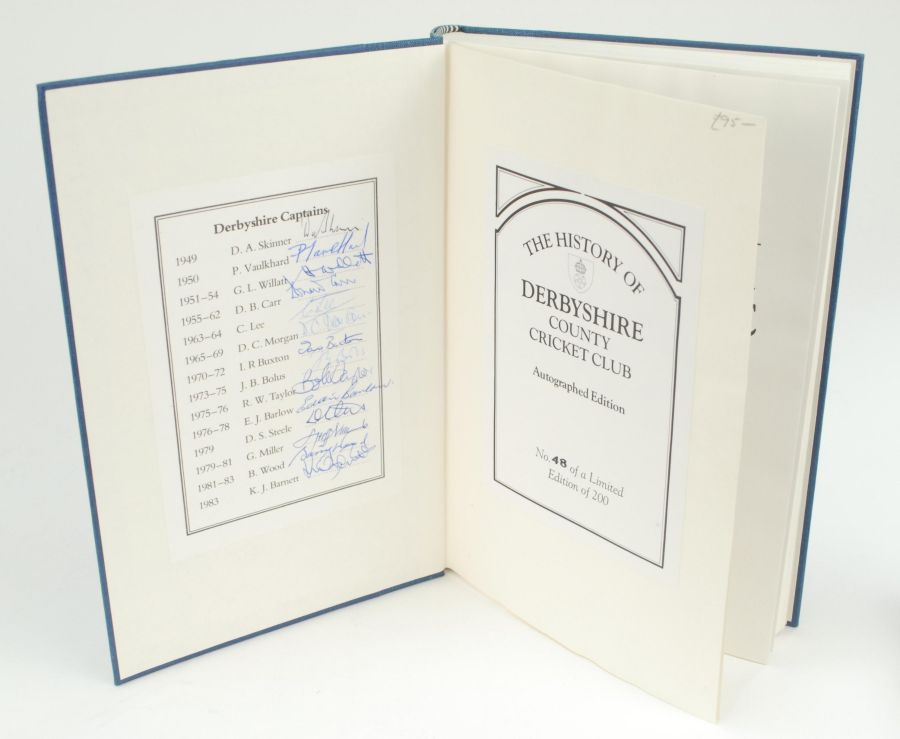 Derbyshire Captains
1949 D. A. Skinner
1950 P. Vaulkhard
1951–54 G. L. Willatt
1955–62 D. B. Carr
1963–64 C. Lee
1965–69 D. C. Morgan
1970–72 I. R Buxton
1973–75 J. B. Bolus
1975–76 R. W. Taylor
1976–78 E. J. Barlow
1979 D. S. Steele
1979–81 G. Miller
1981–83 B. Wood
1983 K. J. Barnett
£95—
THE HISTORY OF
DERBYSHIRE
COUNTY
CRICKET CLUB
Autographed Edition
No. 48 of a Limited
Edition of 200